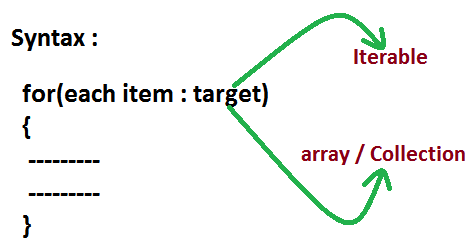 Syntax :
Iterable
for(each item : target)
{
---------
array / Collection
---------
}